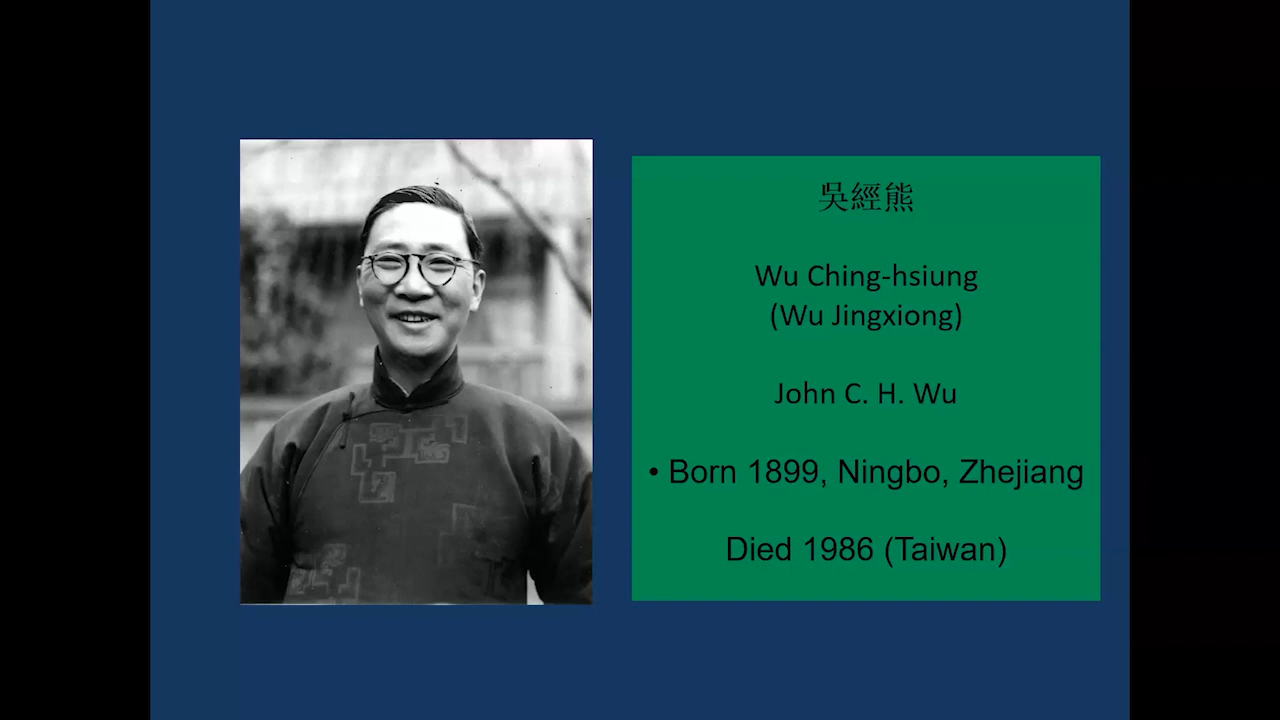 吳經熊
Wu Ching-hsiung
(Wu Jingxiong)
John C. H. Wu
• Born 1899, Ningbo, Zhejiang
Died 1986 (Taiwan)